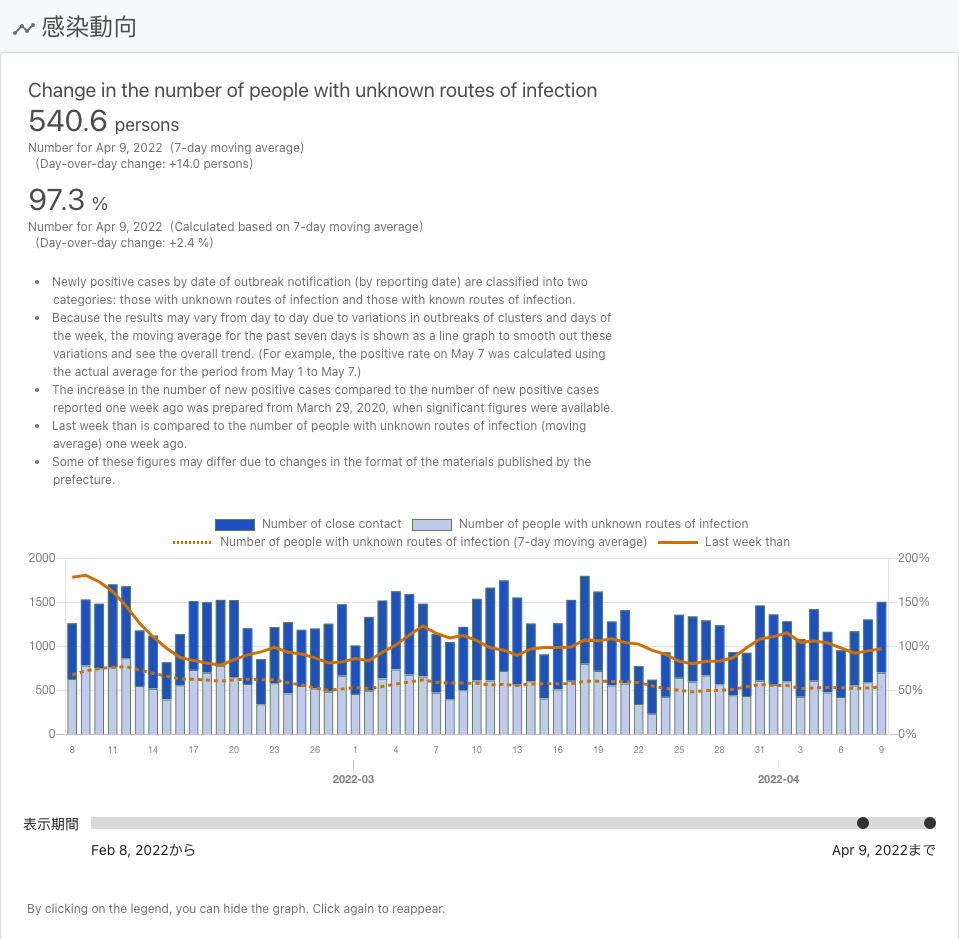 感染動向
Change in the number of people with unknown routes of infection
540.6 persons
Number for Apr 9, 2022 (7-day moving average)
(Day-over-day change: +14.0 persons)
97.3 %
Number for Apr 9, 2022 (Calculated based on 7-day moving average)
(Day-over-day change: +2.4 %)
• Newly positive cases by date of outbreak notification (by reporting date) are classified into two
categories: those with unknown routes of infection and those with known routes of infection.
• Because the results may vary from day to day due to variations in outbreaks of clusters and days of
the week, the moving average for the past seven days is shown as a line graph to smooth out these
variations and see the overall trend. (For example, the positive rate on May 7 was calculated using
the actual average for the period from May 1 to May 7.)
• The increase in the number of new positive cases compared to the number of new positive cases
reported one week ago was prepared from March 29, 2020, when significant figures were available.
• Last week than is compared to the number of people with unknown routes of infection (moving
average) one week ago.
• Some of these figures may differ due to changes in the format of the materials published by the
prefecture.
Number of close contact Number of people with unknown routes of infection
Number of people with unknown routes of infection (7-day moving average) Last week than
2000 200%
1500 150%
1000 100%
500 50%
0 0%
8 11 14 17 20 23 26 1 4 7 10 13 16 19 22 25 28 31 3 6 9
2022-03 2022-04
表示期間
Feb 8, 2022から Apr 9, 2022まで
By clicking on the legend, you can hide the graph. Click again to reappear.